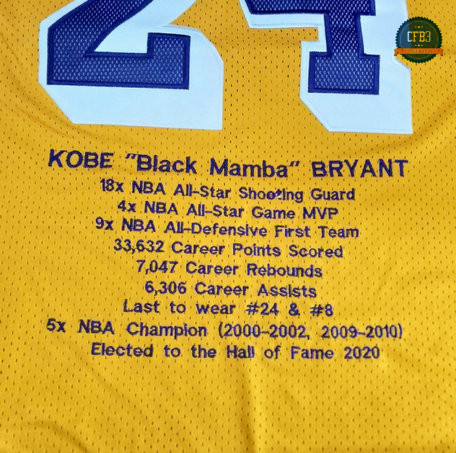 CFB3
24
KOBE "Black Mamba" BRYANT
18x NBA All-Star Shooting Guard
4x NBA All-Star Game MVP
9x NBA All-Defensive First Team
33,632 Career Points Scored
7,047 Career Rebounds
6,306 Career Assists
Last to wear #24 & #8
5x NBA Champion (2000-2002, 2009-2010)
Elected to the Hall of Fame 2020